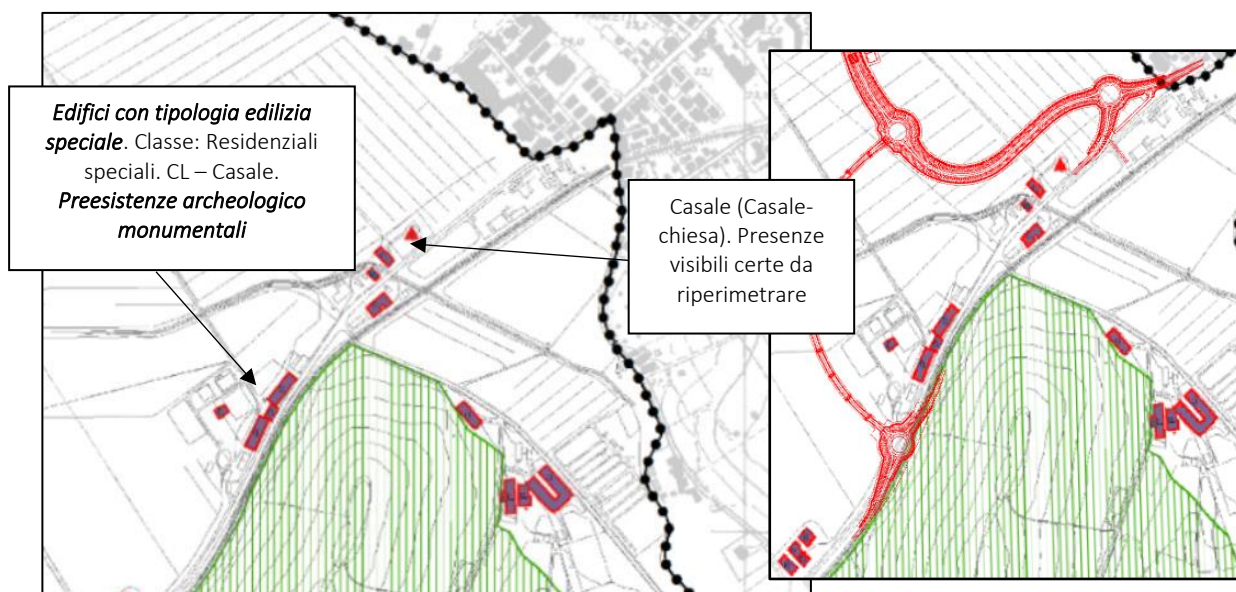 Edifici con tipologia edilizia
speciale. Classe: Residenziali
speciali. CL – Casale.
Preesistenze archeologico
monumentali
Casale (Casale-
chiesa). Presenze
visibili certe da
riperimetrare